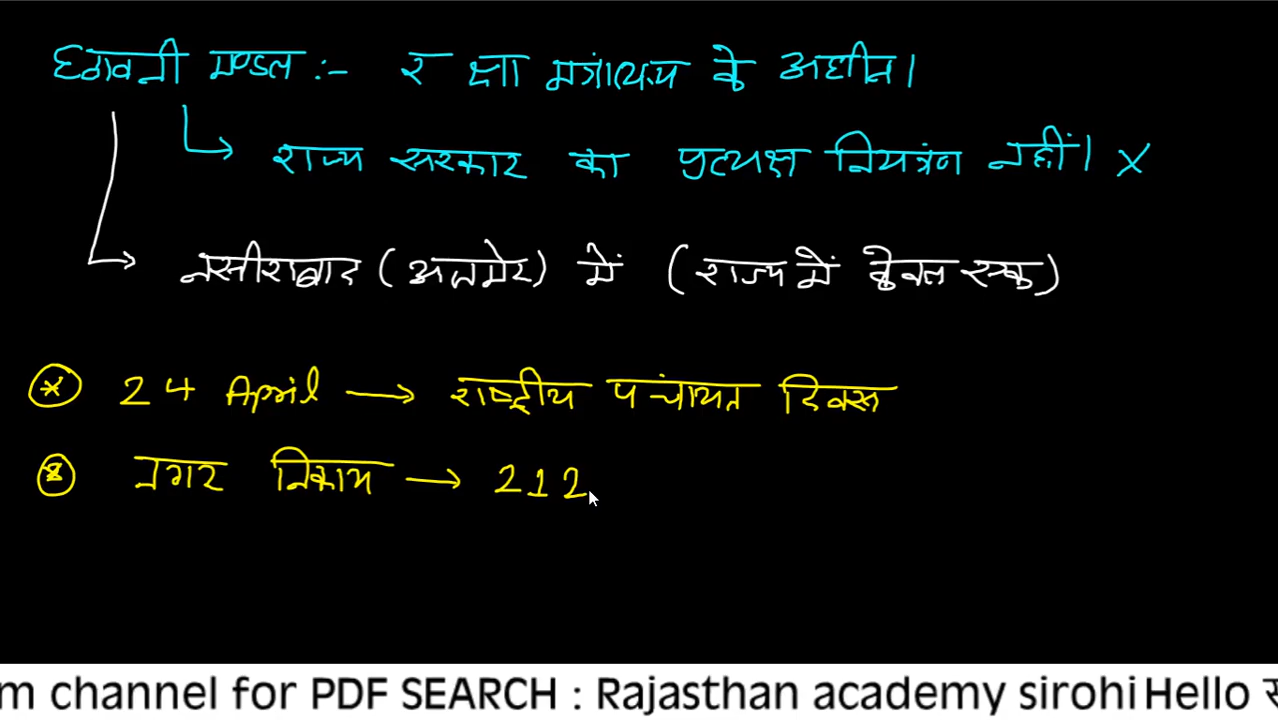 छावनी मण्डल :- रक्षा मंत्रालय के अधीन।
राज्य सरकार का प्रत्यक्ष नियंत्रण नहीं। X
नसीराबाद (अजमेर) में (राज्य में केवल एक)
* 24 April → राष्ट्रीय पंचायत दिवस
* नगर निकाय → 212
m channel for PDF SEARCH : Rajasthan academy sirohi Hello